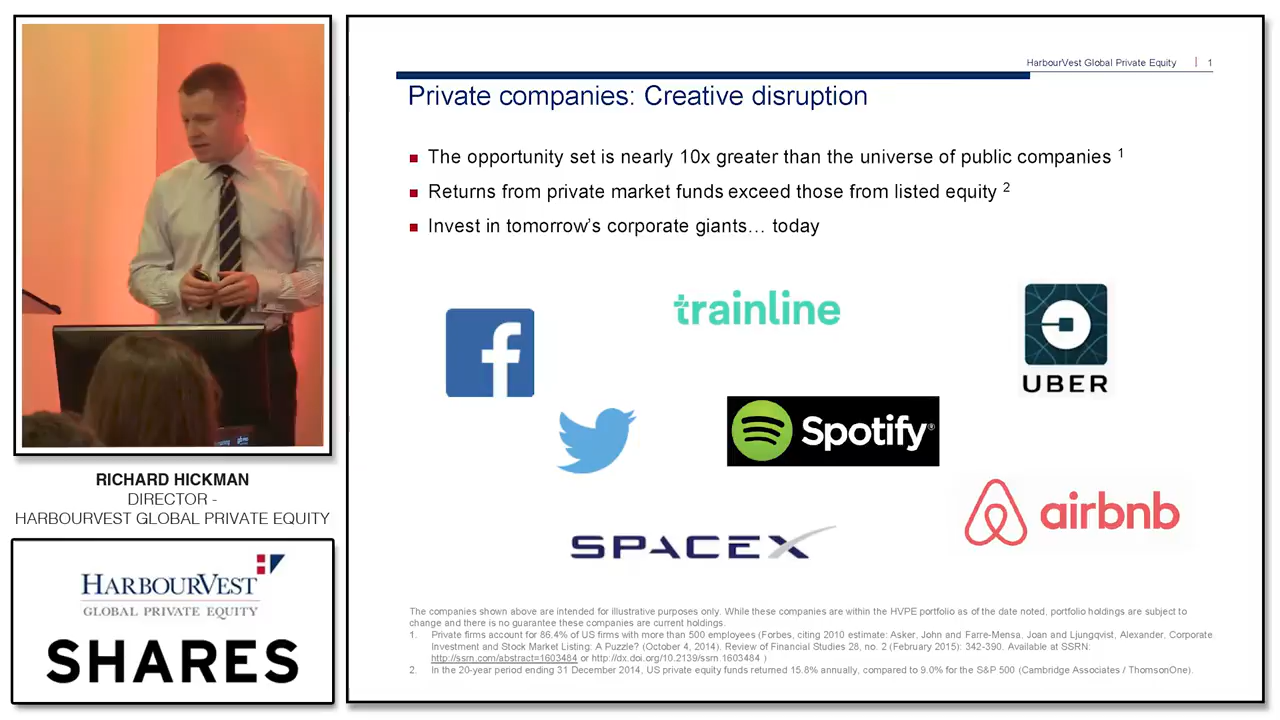 HarbourVest Global Private Equity | 1
Private companies: Creative disruption
The opportunity set is nearly 10x greater than the universe of public companies 1
Returns from private market funds exceed those from listed equity 2
Invest in tomorrow's corporate giants… today
trainline
UBER
Spotify®
airbnb
SPACEX
The companies shown above are intended for illustrative purposes only. While these companies are within the HVPE portfolio as of the date noted, portfolio holdings are subject to
change and there is no guarantee these companies are current holdings.
1. Private firms account for 86.4% of US firms with more than 500 employees (Forbes, citing 2010 estimate: Asker, John and Farre-Mensa, Joan and Ljungqvist, Alexander, Corporate
Investment and Stock Market Listing: A Puzzle? (October 4, 2014). Review of Financial Studies 28, no. 2 (February 2015): 342-390. Available at SSRN:
http://ssrn.com/abstract=1603484 or http://dx.doi.org/10.2139/ssrn.1603484 )
2. In the 20-year period ending 31 December 2014, US private equity funds returned 15.8% annually, compared to 9.0% for the S&P 500 (Cambridge Associates / ThomsonOne).
RICHARD HICKMAN
DIRECTOR -
HARBOURVEST GLOBAL PRIVATE EQUITY
HARBOURVEST
GLOBAL PRIVATE EQUITY
SHARES